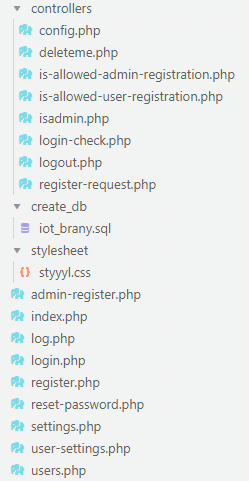 controllers
config.php
deleteme.php
is-allowed-admin-registration.php
is-allowed-user-registration.php
isadmin.php
login-check.php
logout.php
register-request.php
create_db
iot_brany.sql
stylesheet
styyyl.css
admin-register.php
index.php
log.php
login.php
register.php
reset-password.php
settings.php
user-settings.php
users.php